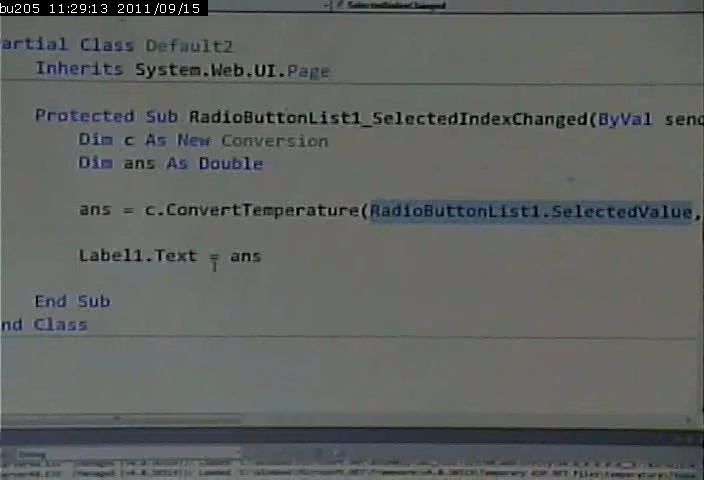 bu205 11:29:13 2011/09/15
SelectedIndexChanged
artial Class Default2
Inherits System.Web.UI.Page
Protected Sub RadioButtonList1_SelectedIndexChanged(ByVal send
Dim c As New Conversion
Dim ans As Double
ans = c.ConvertTemperature(RadioButtonList1.SelectedValue,
Label1.Text = ans
End Sub
nd Class